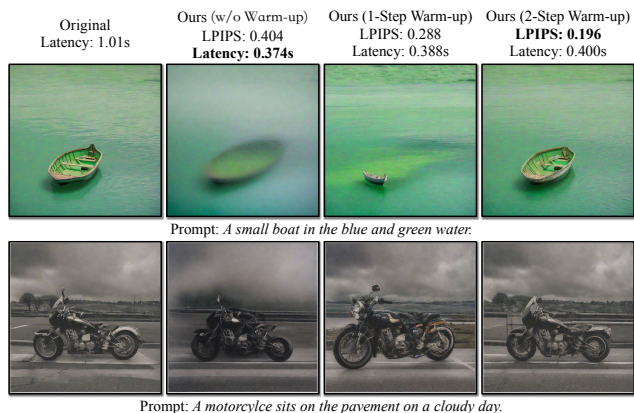 Original
Latency: 1.01s
Ours (w/o Warm-up)
LPIPS: 0.404
Latency: 0.374s
Ours (1-Step Warm-up)
LPIPS: 0.288
Latency: 0.388s
Ours (2-Step Warm-up)
LPIPS: 0.196
Latency: 0.400s
Prompt: A small boat in the blue and green water.
Prompt: A motorcylce sits on the pavement on a cloudy day.